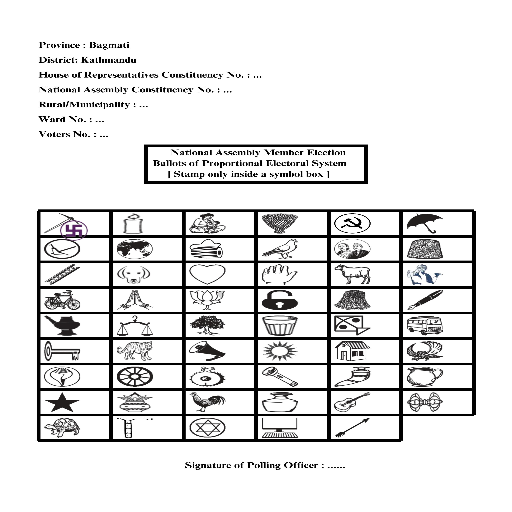 Province : Bagmati
District: Kathmandu
House of Representatives Constituency No. : ...
National Assembly Constituency No. : ...
Rural/Municipality : ...
Ward No. : ...
Voters No. : ...
National Assembly Member Election
Ballots of Proportional Electoral System
[ Stamp only inside a symbol box ]
Signature of Polling Officer : ......